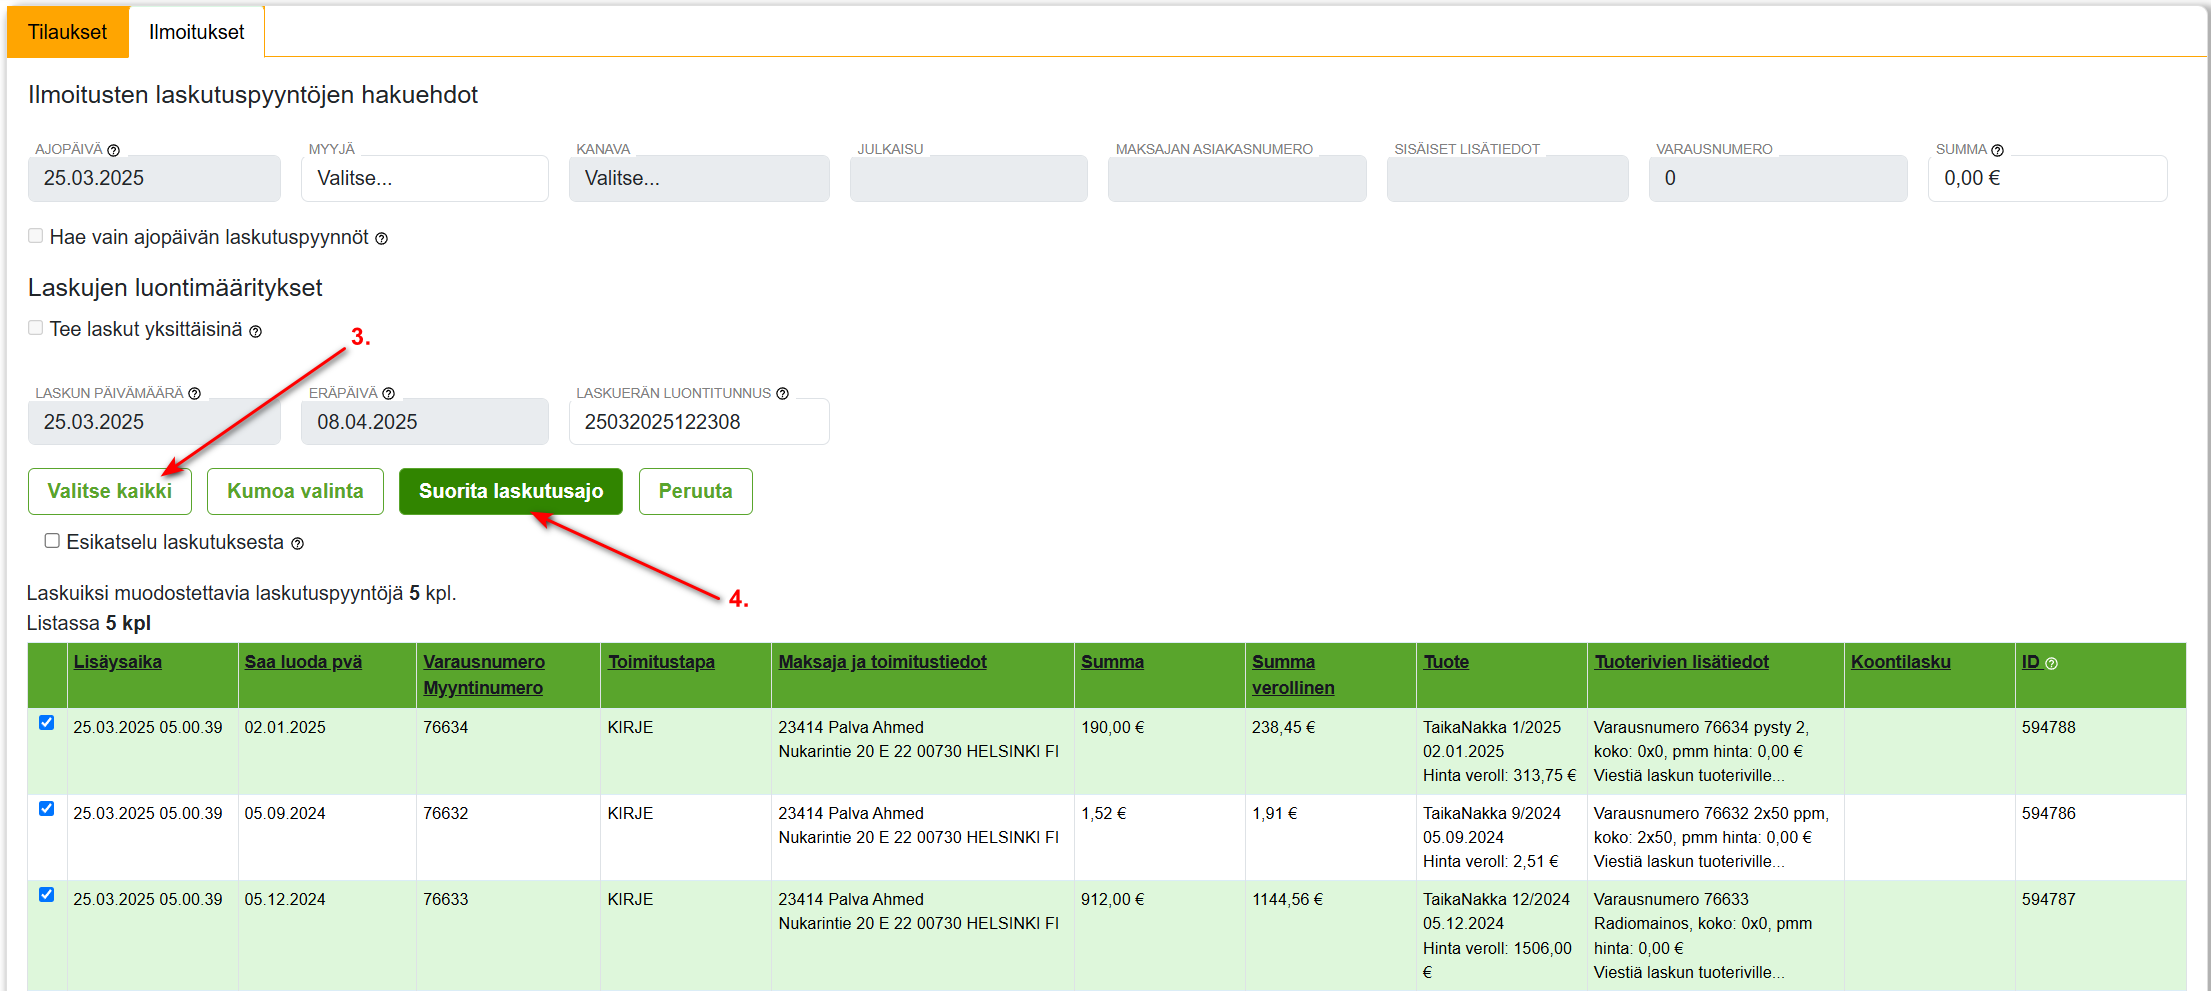 Tilaukset Ilmoitukset
Ilmoitusten laskutuspyyntöjen hakuehdot
AJOPÄIVÄ MYYJÄ KANAVA JULKAISU MAKSAJAN ASIAKASNUMERO SISÄISET LISÄTIEDOT VARAUSNUMERO SUMMA
25.03.2025 Valitse... Valitse... 0 0,00 €
Hae vain ajopäivän laskutuspyynnöt
Laskujen luontimääritykset
Tee laskut yksittäisinä
3.
LASKUN PÄIVÄMÄÄRÄ ERÄPÄIVÄ LASKUERÄN LUONTITUNNUS
25.03.2025 08.04.2025 25032025122308
Valitse kaikki Kumoa valinta Suorita laskutusajo Peruuta
Esikatselu laskutuksesta
Laskuiksi muodostettavia laskutuspyyntöjä 5 kpl.
4.
Listassa 5 kpl
Lisäysaika Saa luoda pvä Varausnumero Toimitustapa Maksaja ja toimitustiedot Summa Summa Tuote Tuoterivien lisätiedot Koontilasku ID
Myyntinumero verollinen
25.03.2025 05.00.39 02.01.2025 76634 KIRJE 23414 Palva Ahmed 190,00 € 238,45 € TaikaNakka 1/2025 Varausnumero 76634 pysty 2, 594788
Nukarintie 20 E 22 00730 HELSINKI FI 02.01.2025 koko: 0x0, pmm hinta: 0,00 €
Hinta veroll: 313,75 € Viestiä laskun tuoteriville...
25.03.2025 05.00.39 05.09.2024 76632 KIRJE 23414 Palva Ahmed 1,52 € 1,91 € TaikaNakka 9/2024 Varausnumero 76632 2x50 ppm, 594786
Nukarintie 20 E 22 00730 HELSINKI FI 05.09.2024 koko: 2x50, pmm hinta: 0,00 €
Hinta veroll: 2,51 € Viestiä laskun tuoteriville...
25.03.2025 05.00.39 05.12.2024 76633 KIRJE 23414 Palva Ahmed 912,00 € 1144,56 € TaikaNakka 12/2024 Varausnumero 76633 594787
Nukarintie 20 E 22 00730 HELSINKI FI 05.12.2024 Radiomainos, koko: 0x0, pmm
Hinta veroll: 1506,00 hinta: 0,00 €
€ Viestiä laskun tuoteriville...